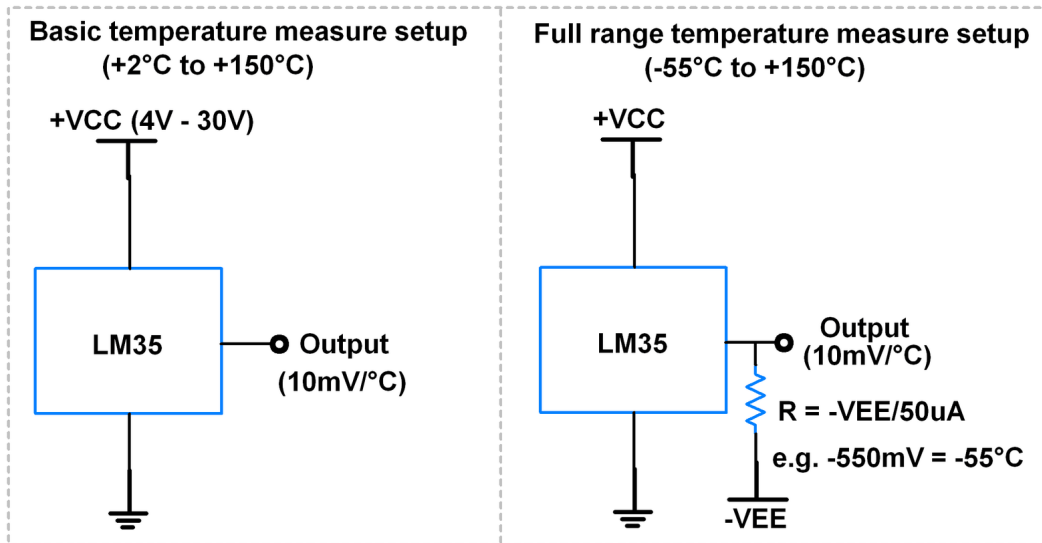 Basic temperature measure setup
(+2°C to +150°C)
+VCC (4V - 30V)
LM35
Output
(10mV/°C)
Full range temperature measure setup
(-55°C to +150°C)
+VCC
LM35
Output
(10mV/°C)
R = -VEE/50uA
e.g. -550mV = -55°C
-VEE